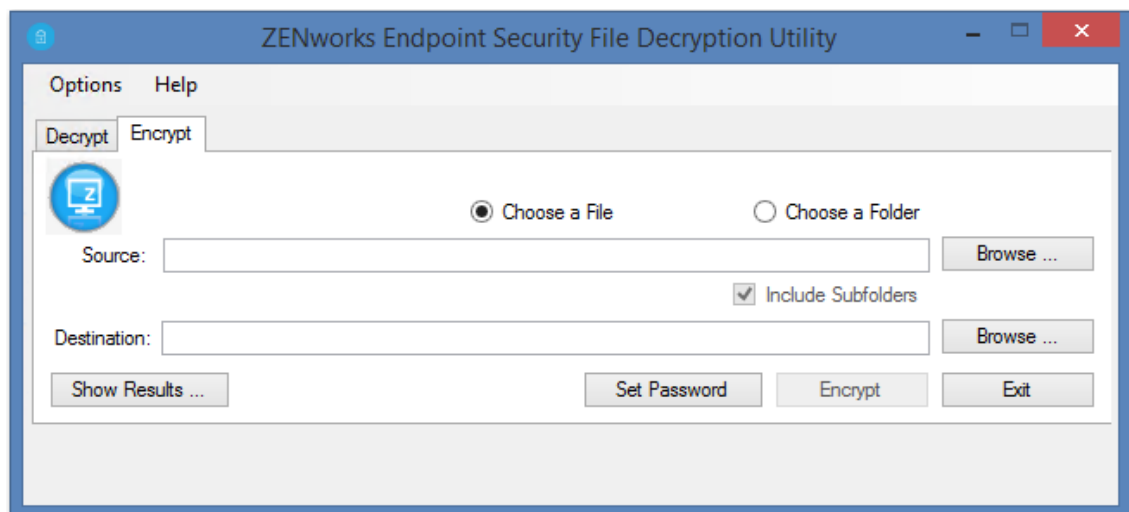 ZENworks Endpoint Security File Decryption Utility
Options Help
Decrypt Encrypt
Z
Choose a File Choose a Folder
Source: Browse ...
Include Subfolders
Destination: Browse ...
Show Results ... Set Password Encrypt Exit